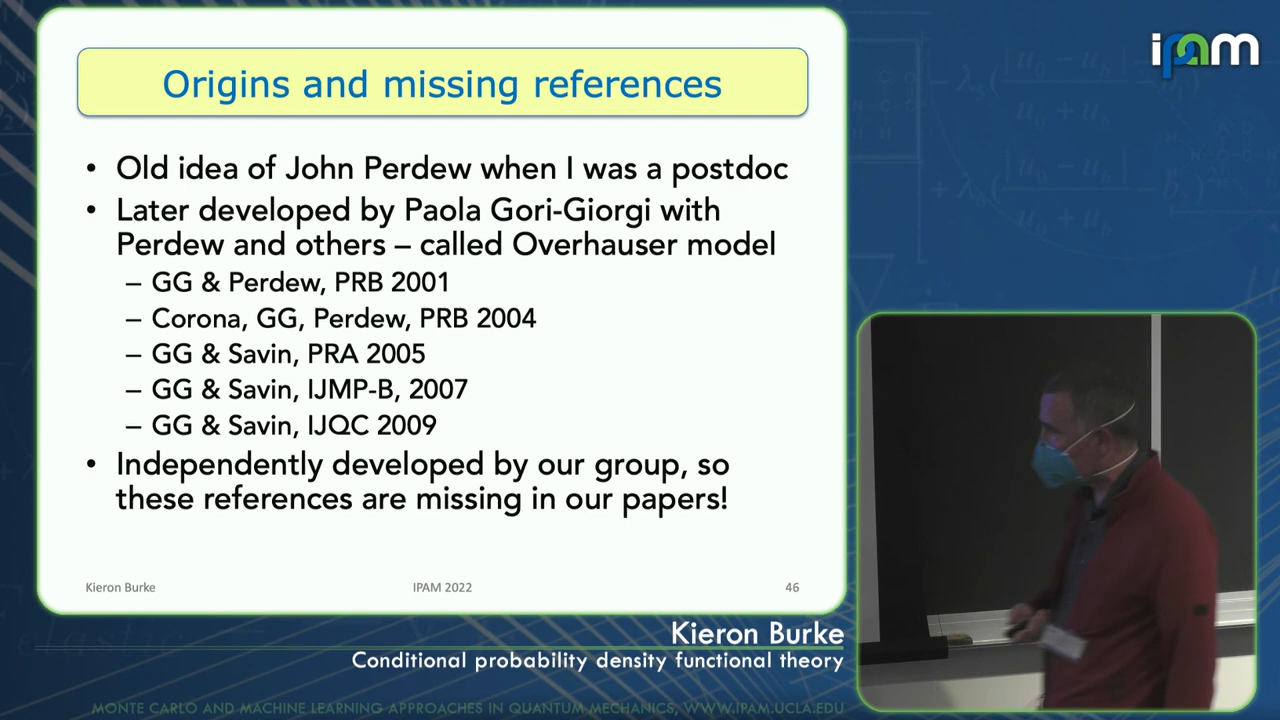 ipam
Origins and missing references
• Old idea of John Perdew when I was a postdoc
• Later developed by Paola Gori-Giorgi with
Perdew and others – called Overhauser model
– GG & Perdew, PRB 2001
– Corona, GG, Perdew, PRB 2004
– GG & Savin, PRA 2005
– GG & Savin, IJMP-B, 2007
– GG & Savin, IJQC 2009
• Independently developed by our group, so
these references are missing in our papers!
Kieron Burke IPAM 2022 46
Kieron Burke
Conditional probability density functional theory
MONTE CARLO AND MACHINE LEARNING APPROACHES IN QUANTUM MECHANICS, WWW.IPAM.UCLA.EDU